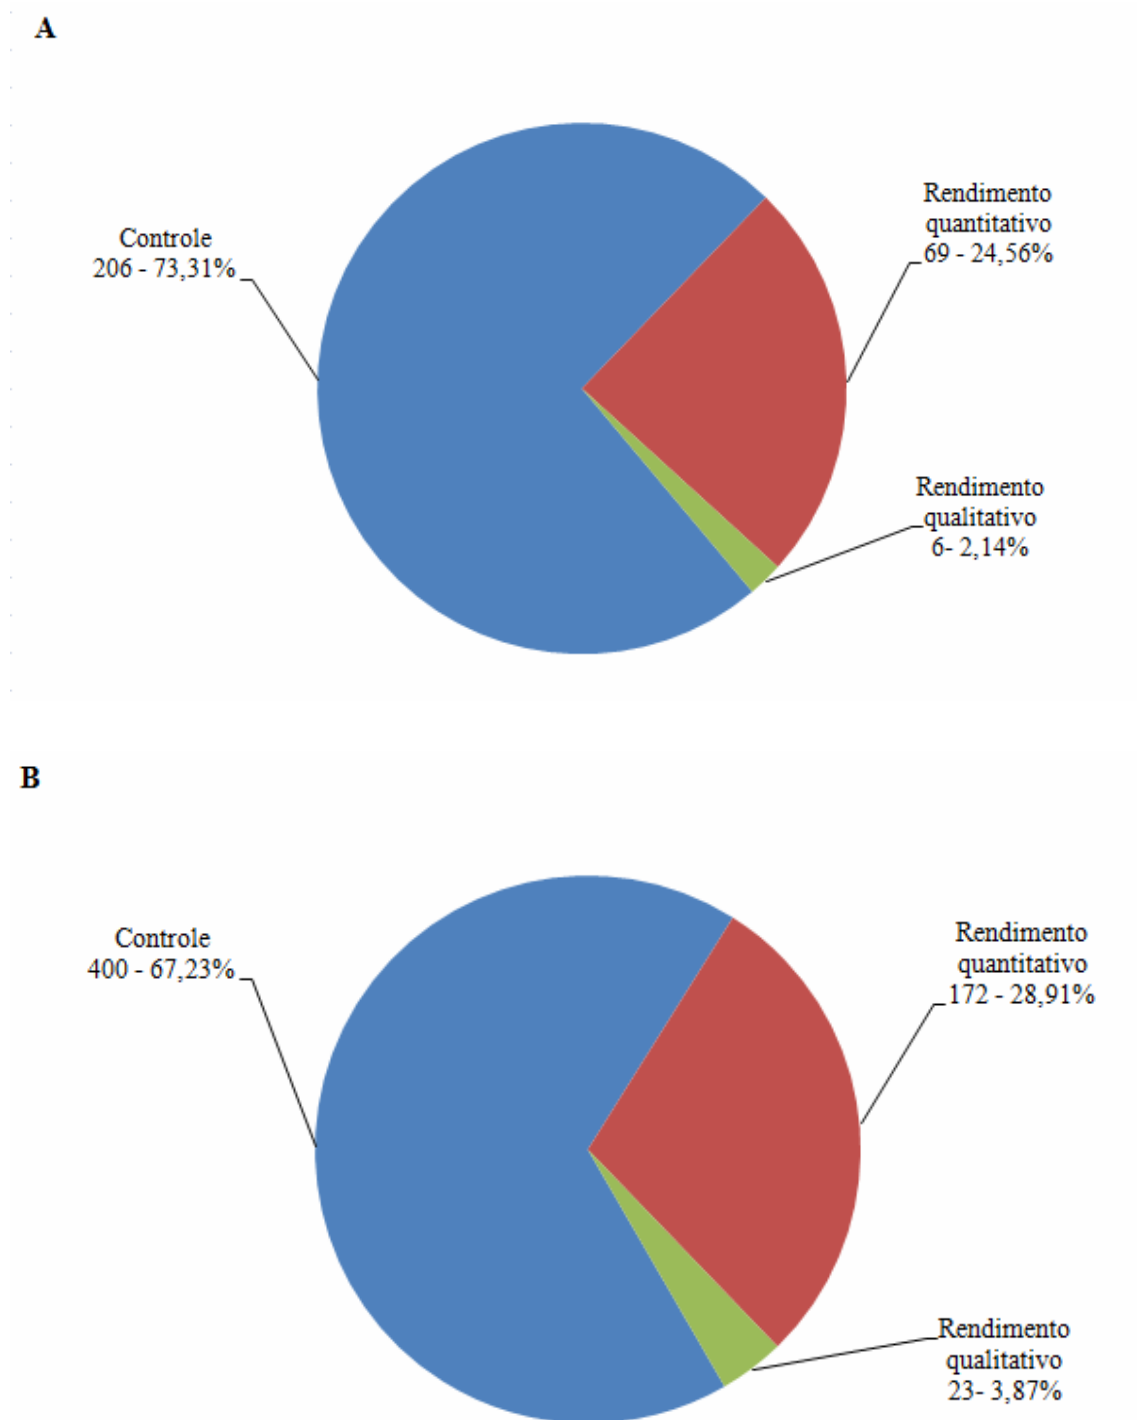 A
Controle
206 - 73,31%
Rendimento
quantitativo
69 - 24,56%
Rendimento
qualitativo
6- 2,14%
B
Controle
400 - 67,23%
Rendimento
quantitativo
172 - 28,91%
Rendimento
qualitativo
23- 3,87%